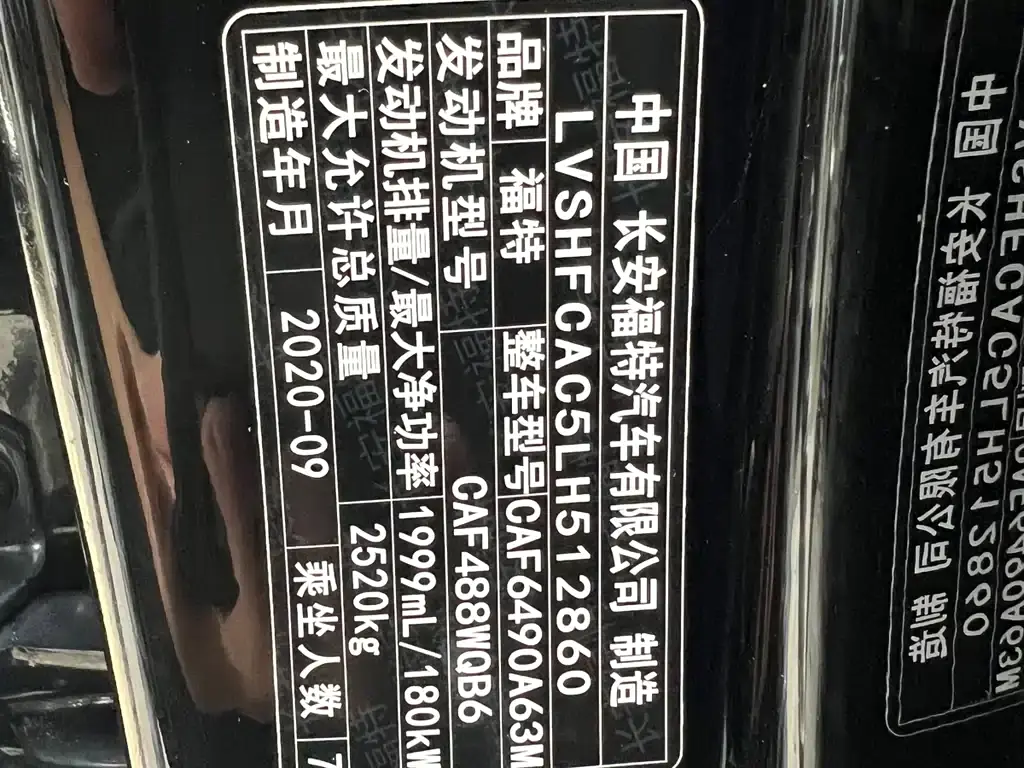 中国 长安福特汽车有限公司 制造
LVSHFCAC5LH512860
品牌 福特 整车型号 CAF6490A63M
发动机型号 CAF488WQB6
发动机排量/最大净功率 1999mL/180kW
最大允许总质量 2520kg
制造年月 2020-09 乘坐人数 7